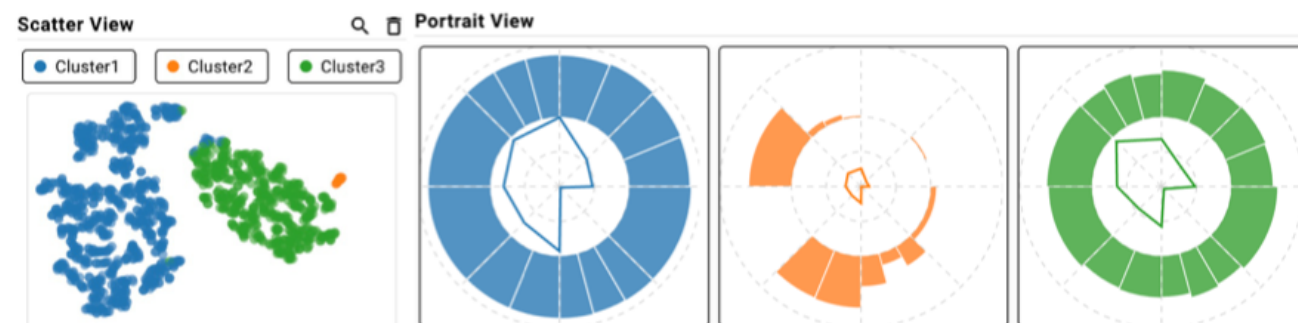 Scatter View
Cluster1 Cluster2 Cluster3
Portrait View